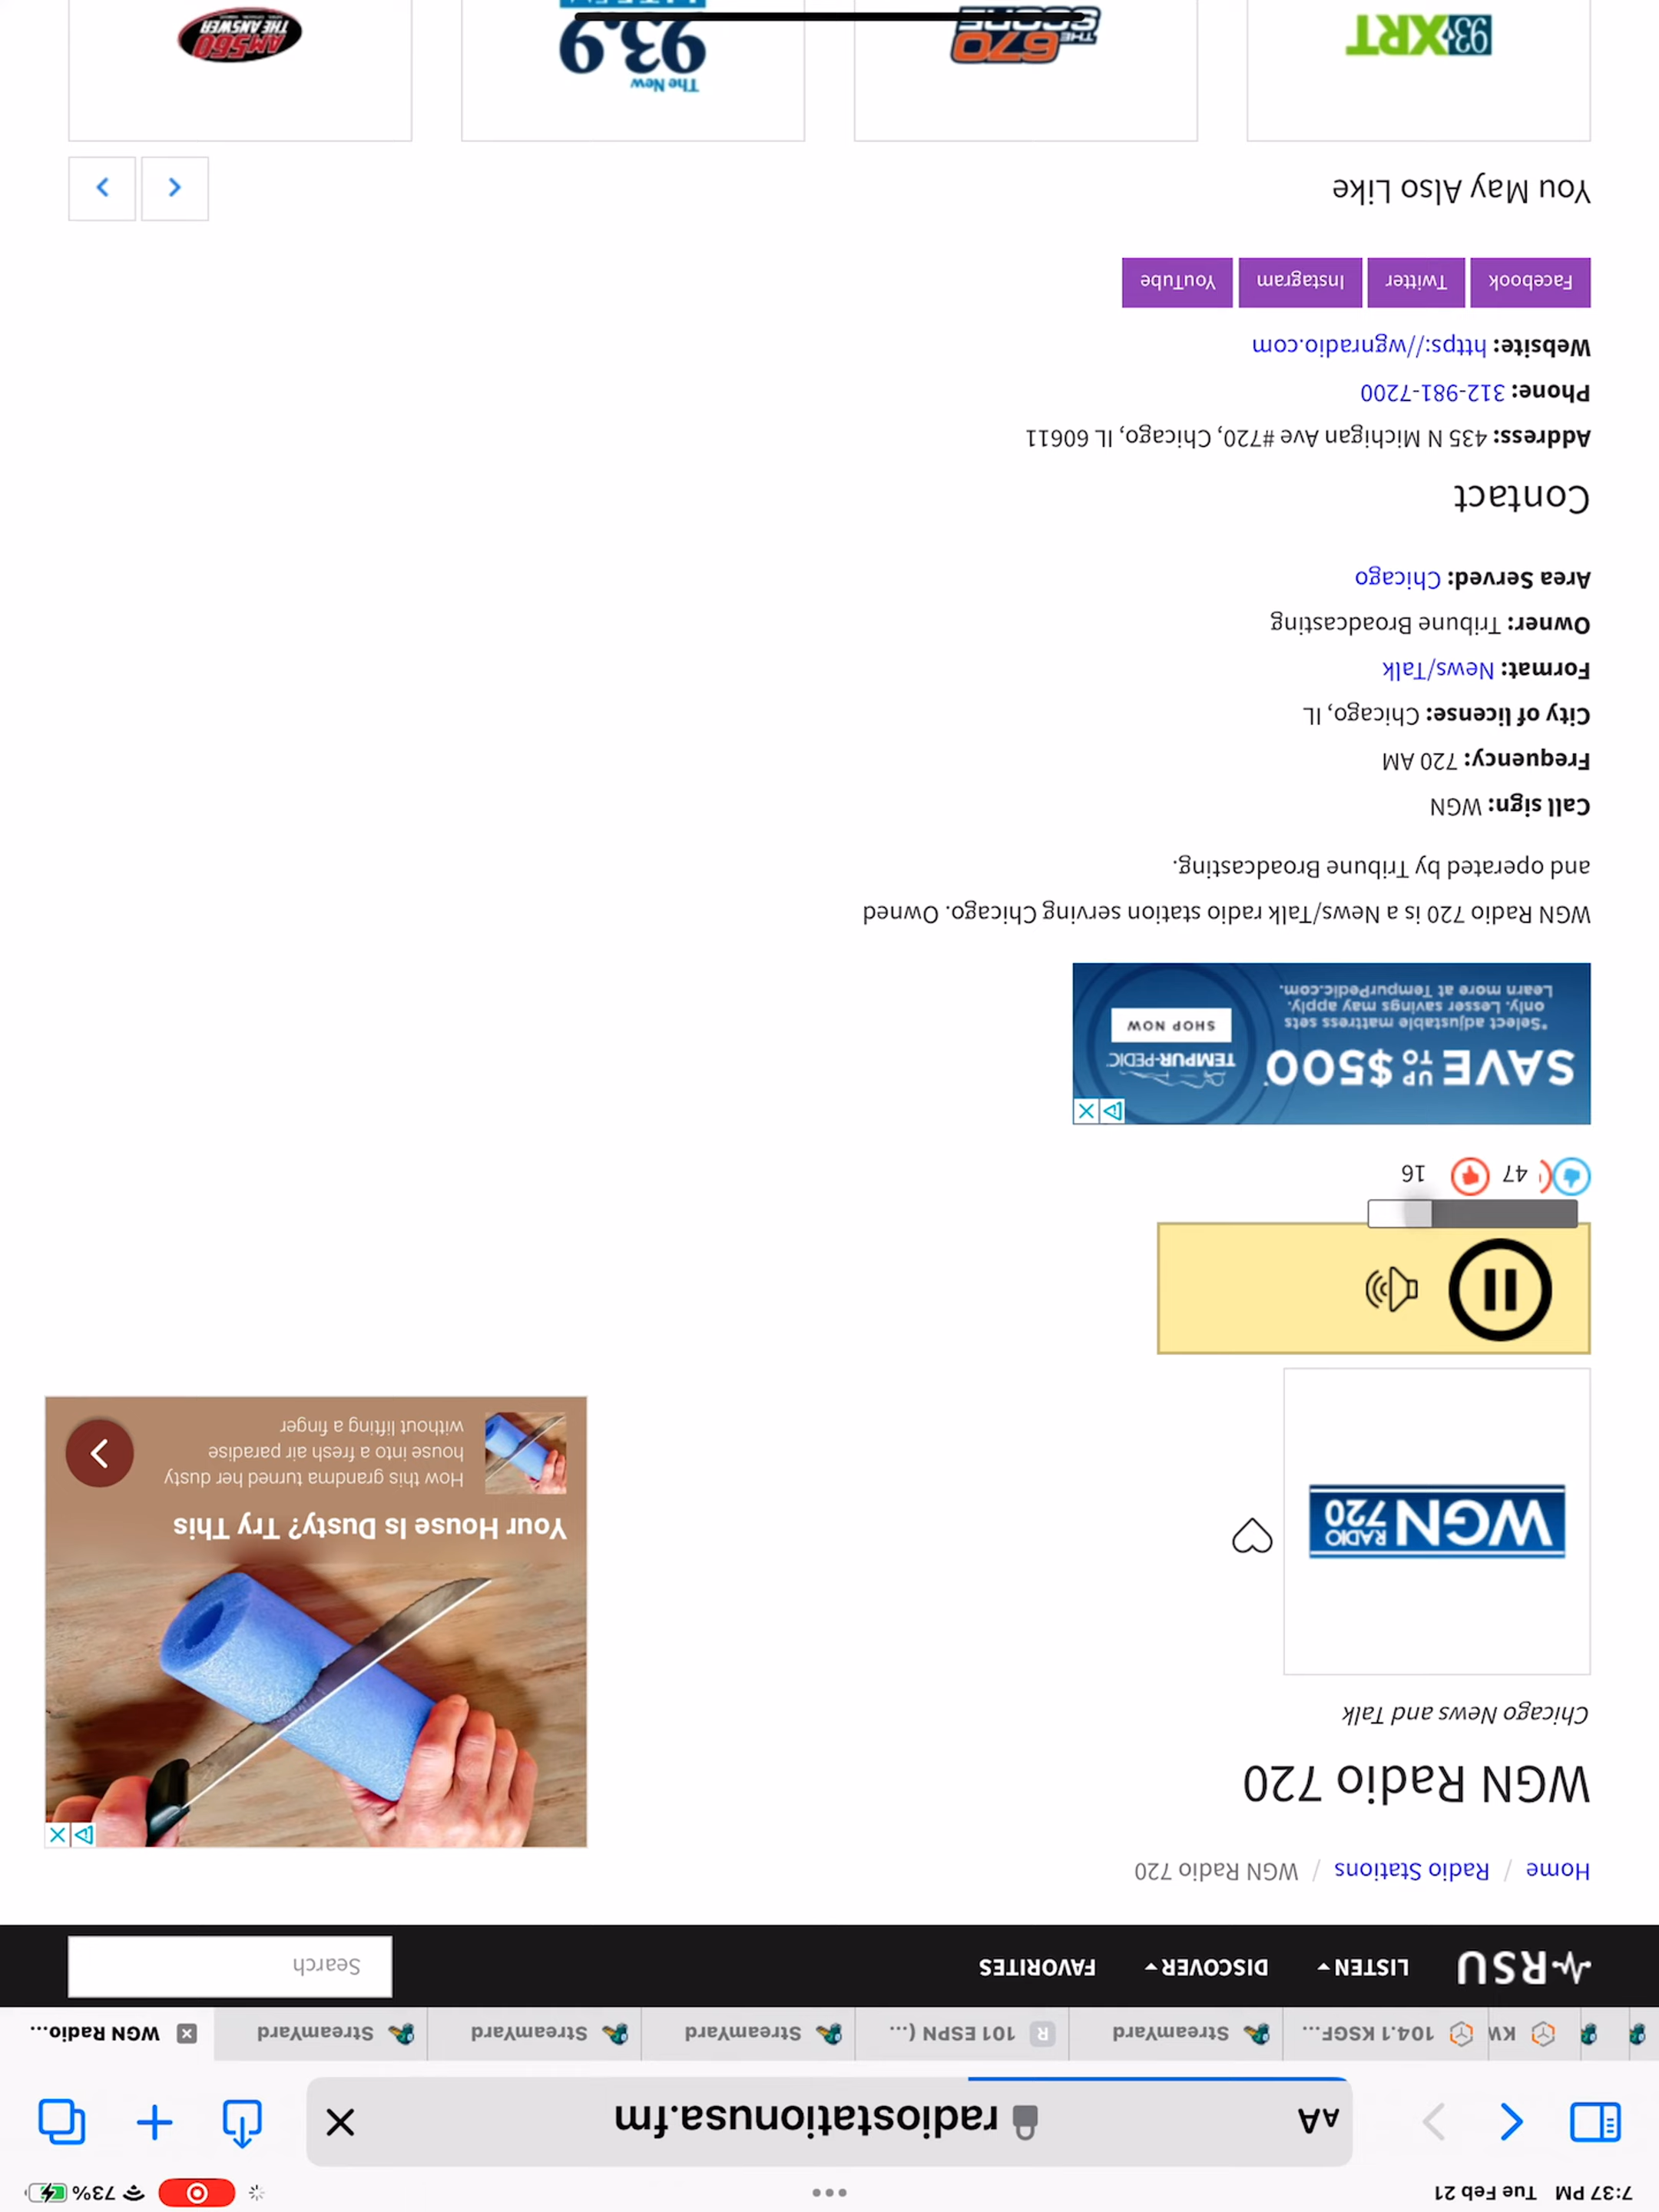 7:37 PM Tue Feb 21
73%
AA
radiostationusa.fm
KW
104.1 KSGF...
StreamYard
R 101 ESPN (...
StreamYard
StreamYard
StreamYard
WGN Radio...
RSU
LISTEN
DISCOVER
FAVORITES
Search
Home / Radio Stations / WGN Radio 720
WGN Radio 720
Chicago News and Talk
WGN RADIO 720
Your House Is Dusty? Try This
How this grandma turned her dusty
house into a fresh air paradise
without lifting a finger
47
16
SAVE UP TO $500*
*Select adjustable mattress sets
only. Lesser savings may apply.
Learn more at TempurPedic.com.
TEMPUR-PEDIC
SHOP NOW
WGN Radio 720 is a News/Talk radio station serving Chicago. Owned
and operated by Tribune Broadcasting.
Call sign: WGN
Frequency: 720 AM
City of license: Chicago, IL
Format: News/Talk
Owner: Tribune Broadcasting
Area Served: Chicago
Contact
Address: 435 N Michigan Ave #720, Chicago, IL 60611
Phone: 312-981-7200
Website: https://wgnradio.com
Facebook
Twitter
Instagram
YouTube
You May Also Like
93XRT
670 THE SCORE
The New
93.9
AM560
THE ANSWER